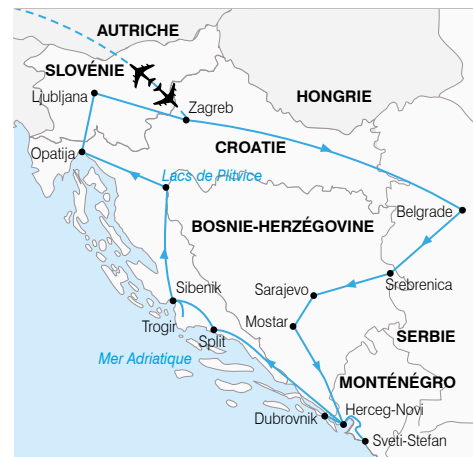 AUTRICHE
SLOVÉNIE
Ljubljana
HONGRIE
Zagreb
CROATIE
Opatija
Lacs de Plitvice
Belgrade
BOSNIE-HERZÉGOVINE
Srebrenica
Sibenik
Sarajevo
Trogir
Mostar
Split
SERBIE
Mer Adriatique
MONTÉNÉGRO
Dubrovnik
Herceg-Novi
Sveti-Stefan